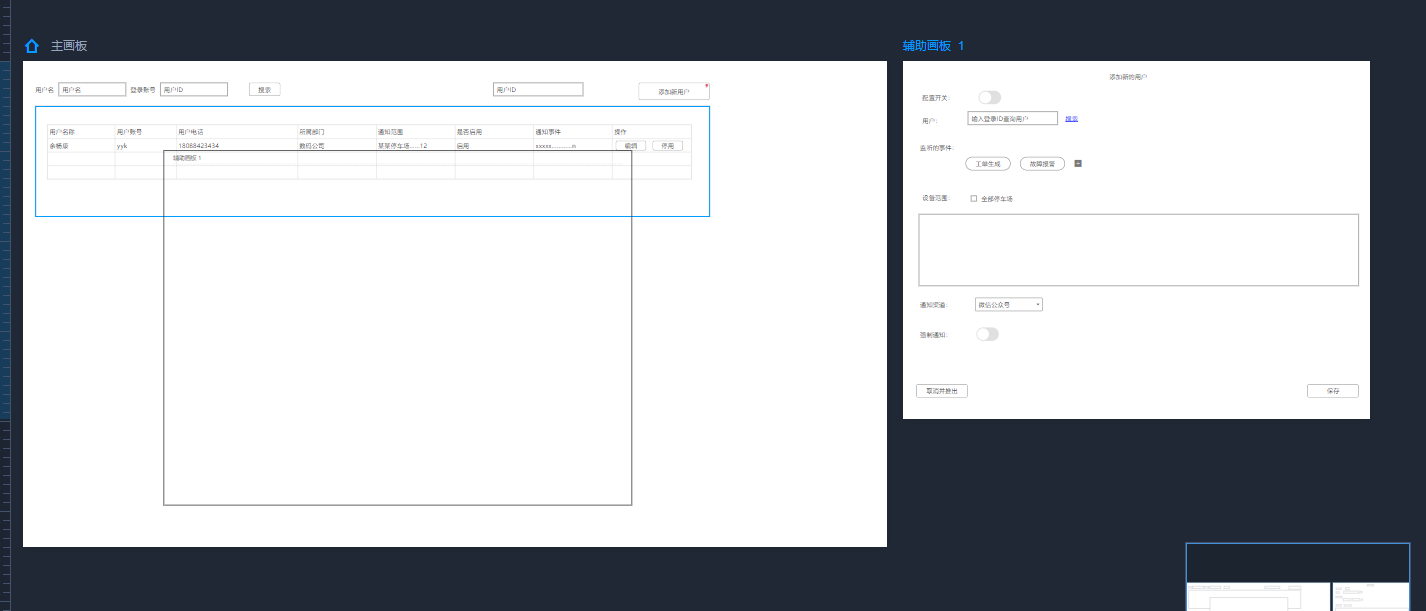 主画板
用户名 用户名 登录账号 用户ID 搜索 用户ID 添加新用户 *
用户名称 用户账号 用户电话 所属部门 通知范围 是否启用 通知事件 操作
余杨康 yyk 18088423434 数码公司 某某停车场......12 启用 xxxxx............n 编辑 停用
辅助画板 1
辅助画板 1
添加新的用户
配置开关:
用户: 输入登录ID查询用户 搜索
监听的事件:
工单生成 故障报警
设备范围: 全部停车场
通知渠道: 微信公众号
强制通知:
取消并推出 保存